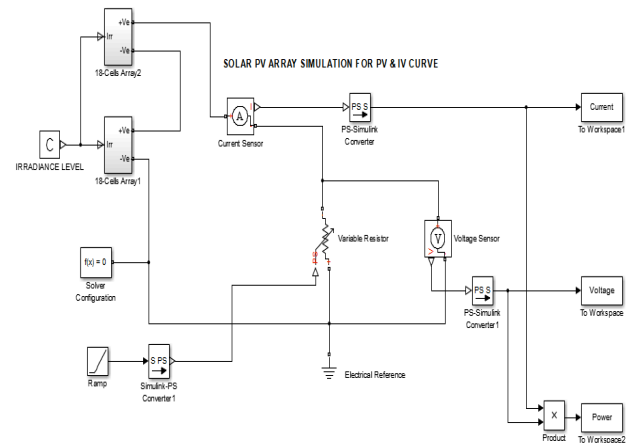 +Ve
Irr
-Ve
18-Cells Array2
SOLAR PV ARRAY SIMULATION FOR PV & IV CURVE
A
I
Current Sensor
PS S
PS-Simulink
Converter
Current
To Workspace1
C
IRRADIANCE LEVEL
+Ve
Irr
-Ve
18-Cells Array1
PS
Variable Resistor
V
V
Voltage Sensor
f(x) = 0
Solver
Configuration
PS S
PS-Simulink
Converter1
Voltage
To Workspace
Ramp
S PS
Simulink-PS
Converter1
Electrical Reference
X
Product
Power
To Workspace2